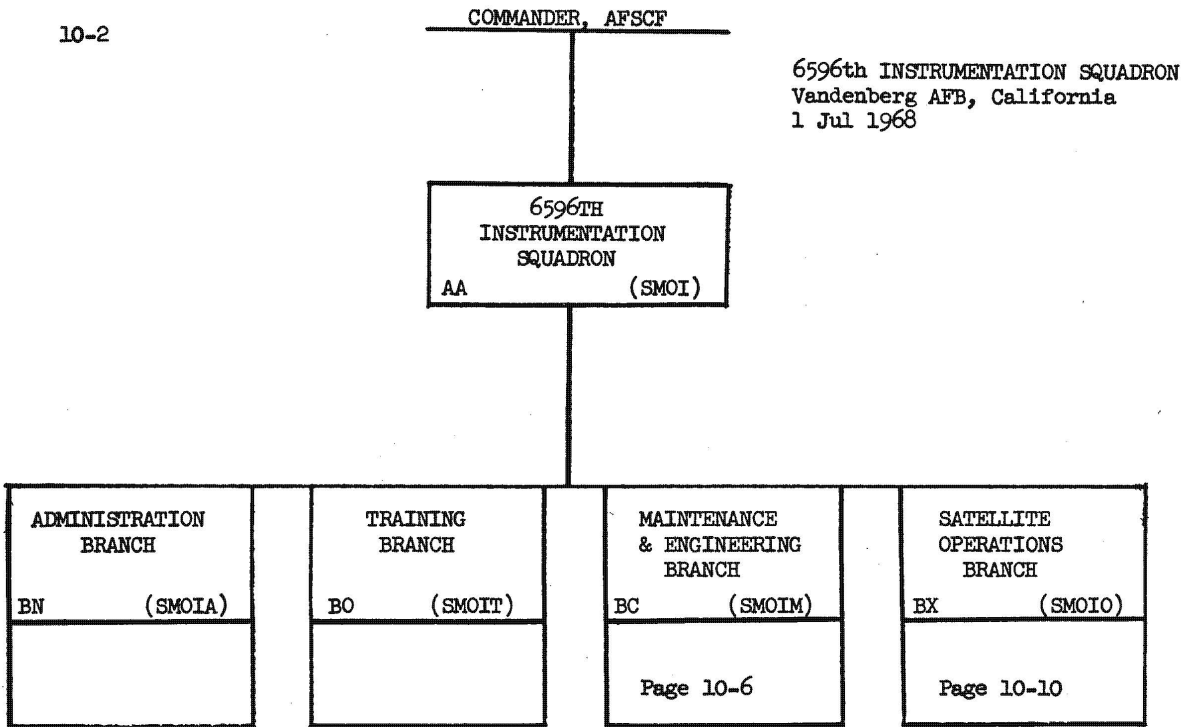 10-2
COMMANDER, AFSCF
6596th INSTRUMENTATION SQUADRON
Vandenberg AFB, California
1 Jul 1968
6596TH
INSTRUMENTATION
SQUADRON
AA (SMOI)
ADMINISTRATION
BRANCH
BN (SMOIA)
TRAINING
BRANCH
BO (SMOIT)
MAINTENANCE
& ENGINEERING
BRANCH
BC (SMOIM)
Page 10-6
SATELLITE
OPERATIONS
BRANCH
BX (SMOIO)
Page 10-10